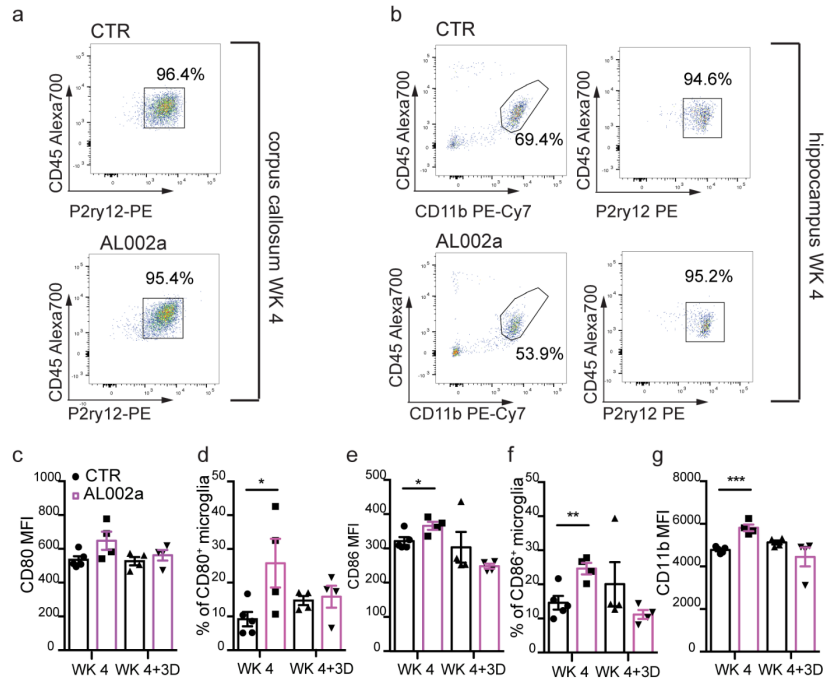 a
CTR
96.4%
CD45 Alexa700
P2ry12-PE
AL002a
95.4%
CD45 Alexa700
P2ry12-PE
corpus callosum WK 4
b
CTR
69.4%
CD45 Alexa700
CD11b PE-Cy7
94.6%
CD45 Alexa700
P2ry12 PE
AL002a
53.9%
CD45 Alexa700
CD11b PE-Cy7
95.2%
CD45 Alexa700
P2ry12 PE
hippocampus WK 4
c
CTR
AL002a
CD80 MFI
1000
800
600
400
200
0
WK 4 WK 4+3D
d
% of CD80⁺ microglia
50
40
30
20
10
0
*
WK 4 WK 4+3D
e
CD86 MFI
500
400
300
200
100
0
*
WK 4 WK 4+3D
f
% of CD86⁺ microglia
50
40
30
20
10
0
**
WK 4 WK 4+3D
g
CD11b MFI
8000
6000
4000
2000
0
***
WK 4 WK 4+3D